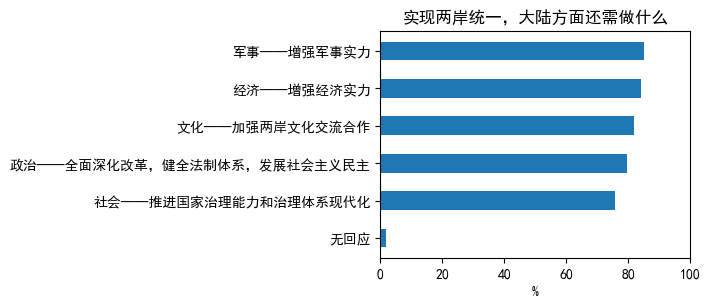 实现两岸统一，大陆方面还需做什么
军事——增强军事实力
经济——增强经济实力
文化——加强两岸文化交流合作
政治——全面深化改革，健全法制体系，发展社会主义民主
社会——推进国家治理能力和治理体系现代化
无回应
0 20 40 60 80 100
%